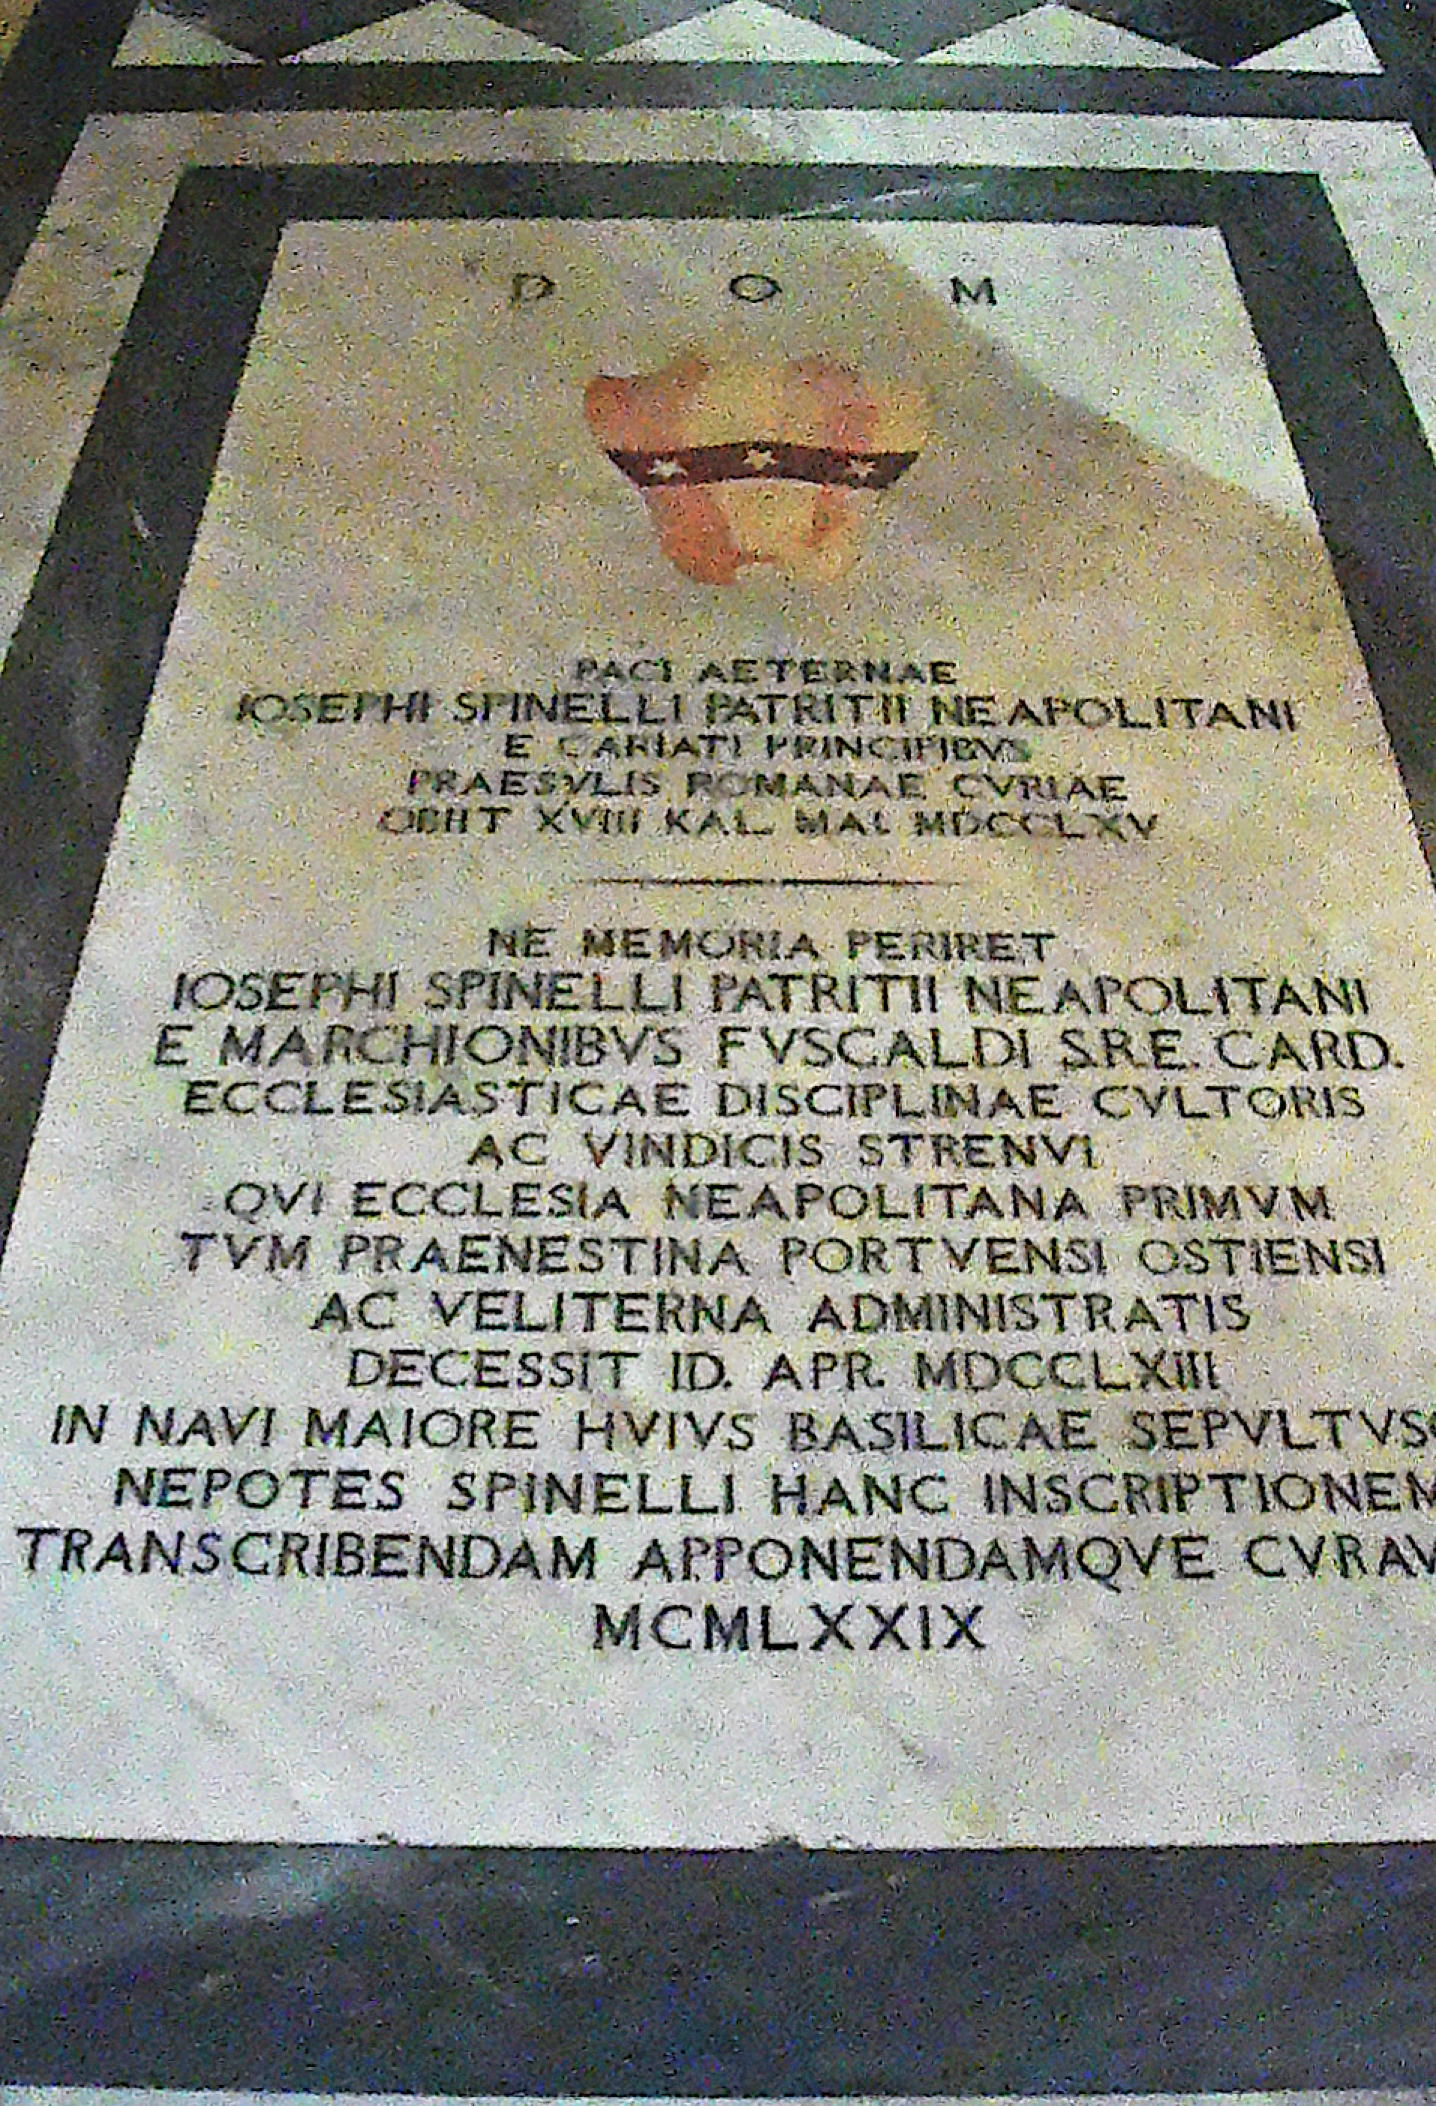 D O M
PACI AETERNAE
IOSEPHI SPINELLI PATRITII NEAPOLITANI
E CARIATI PRINCIPIBVS
PRAESVLIS ROMANAE CVRIAE
OBIIT XVIII KAL. MAI. MDCCLXV
NE MEMORIA PERIRET
IOSEPHI SPINELLI PATRITII NEAPOLITANI
E MARCHIONIBVS FVSCALDI S.R.E. CARD.
ECCLESIASTICAE DISCIPLINAE CVLTORIS
AC VINDICIS STRENVI
QVI ECCLESIA NEAPOLITANA PRIMVM
TVM PRAENESTINA PORTVENSI OSTIENSI
AC VELITERNA ADMINISTRATIS
DECESSIT ID. APR. MDCCLXIII
IN NAVI MAIORE HVIVS BASILICAE
NEPOTES SPINELLI HANC INSCRIPTIONEM
TRANSCRIBENDAM APPONENDAMQVE
MCMLXXIX